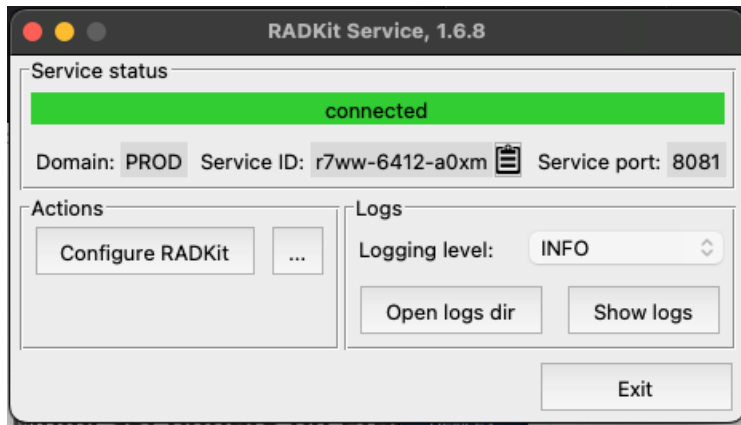 RADKit Service, 1.6.8
Service status
connected
Domain: PROD Service ID: r7ww-6412-a0xm Service port: 8081
Actions
Configure RADKit ...
Logs
Logging level: INFO
Open logs dir Show logs
Exit